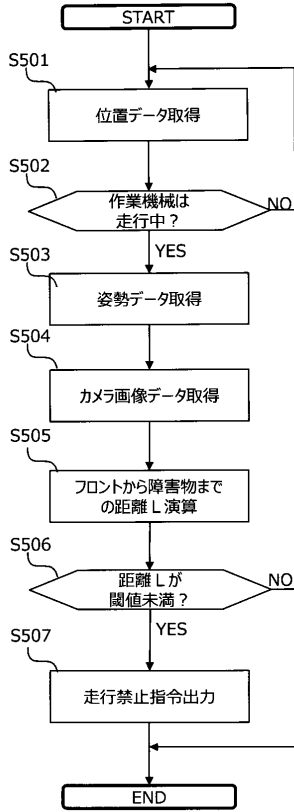 START
S501
位置データ取得
S502
作業機械は
走行中？
NO
YES
S503
姿勢データ取得
S504
カメラ画像データ取得
S505
フロントから障害物まで
の距離Ｌ演算
S506
距離Ｌが
閾値未満？
NO
YES
S507
走行禁止指令出力
END